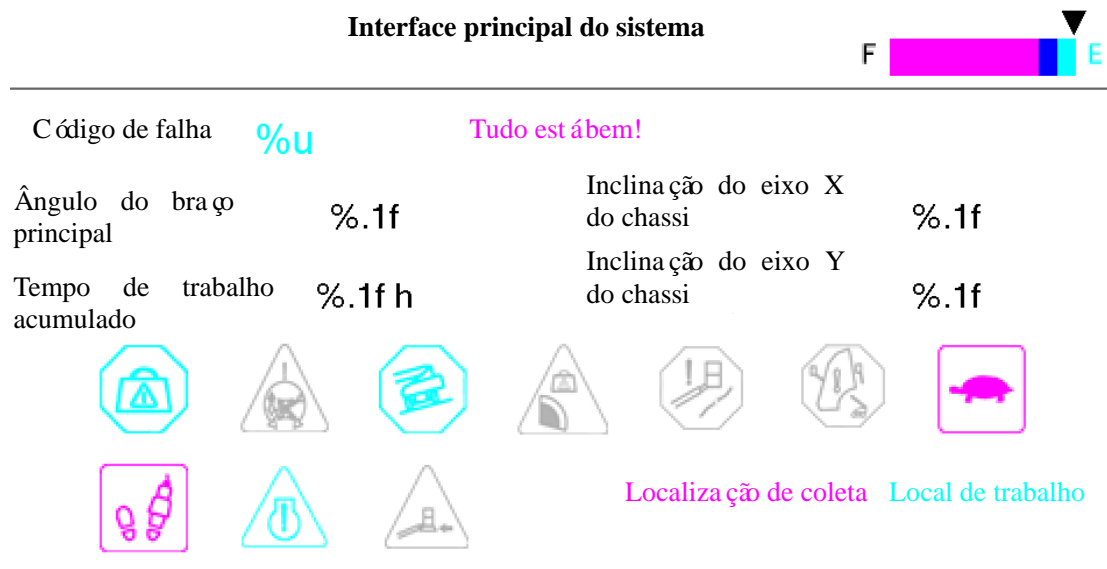 Interface principal do sistema
F E
Código de falha %u Tudo está bem!
Ângulo do braço
principal
%.1f
Inclinação do eixo X
do chassi
%.1f
Tempo de trabalho
acumulado
%.1f h
Inclinação do eixo Y
do chassi
%.1f
Localização de coleta Local de trabalho